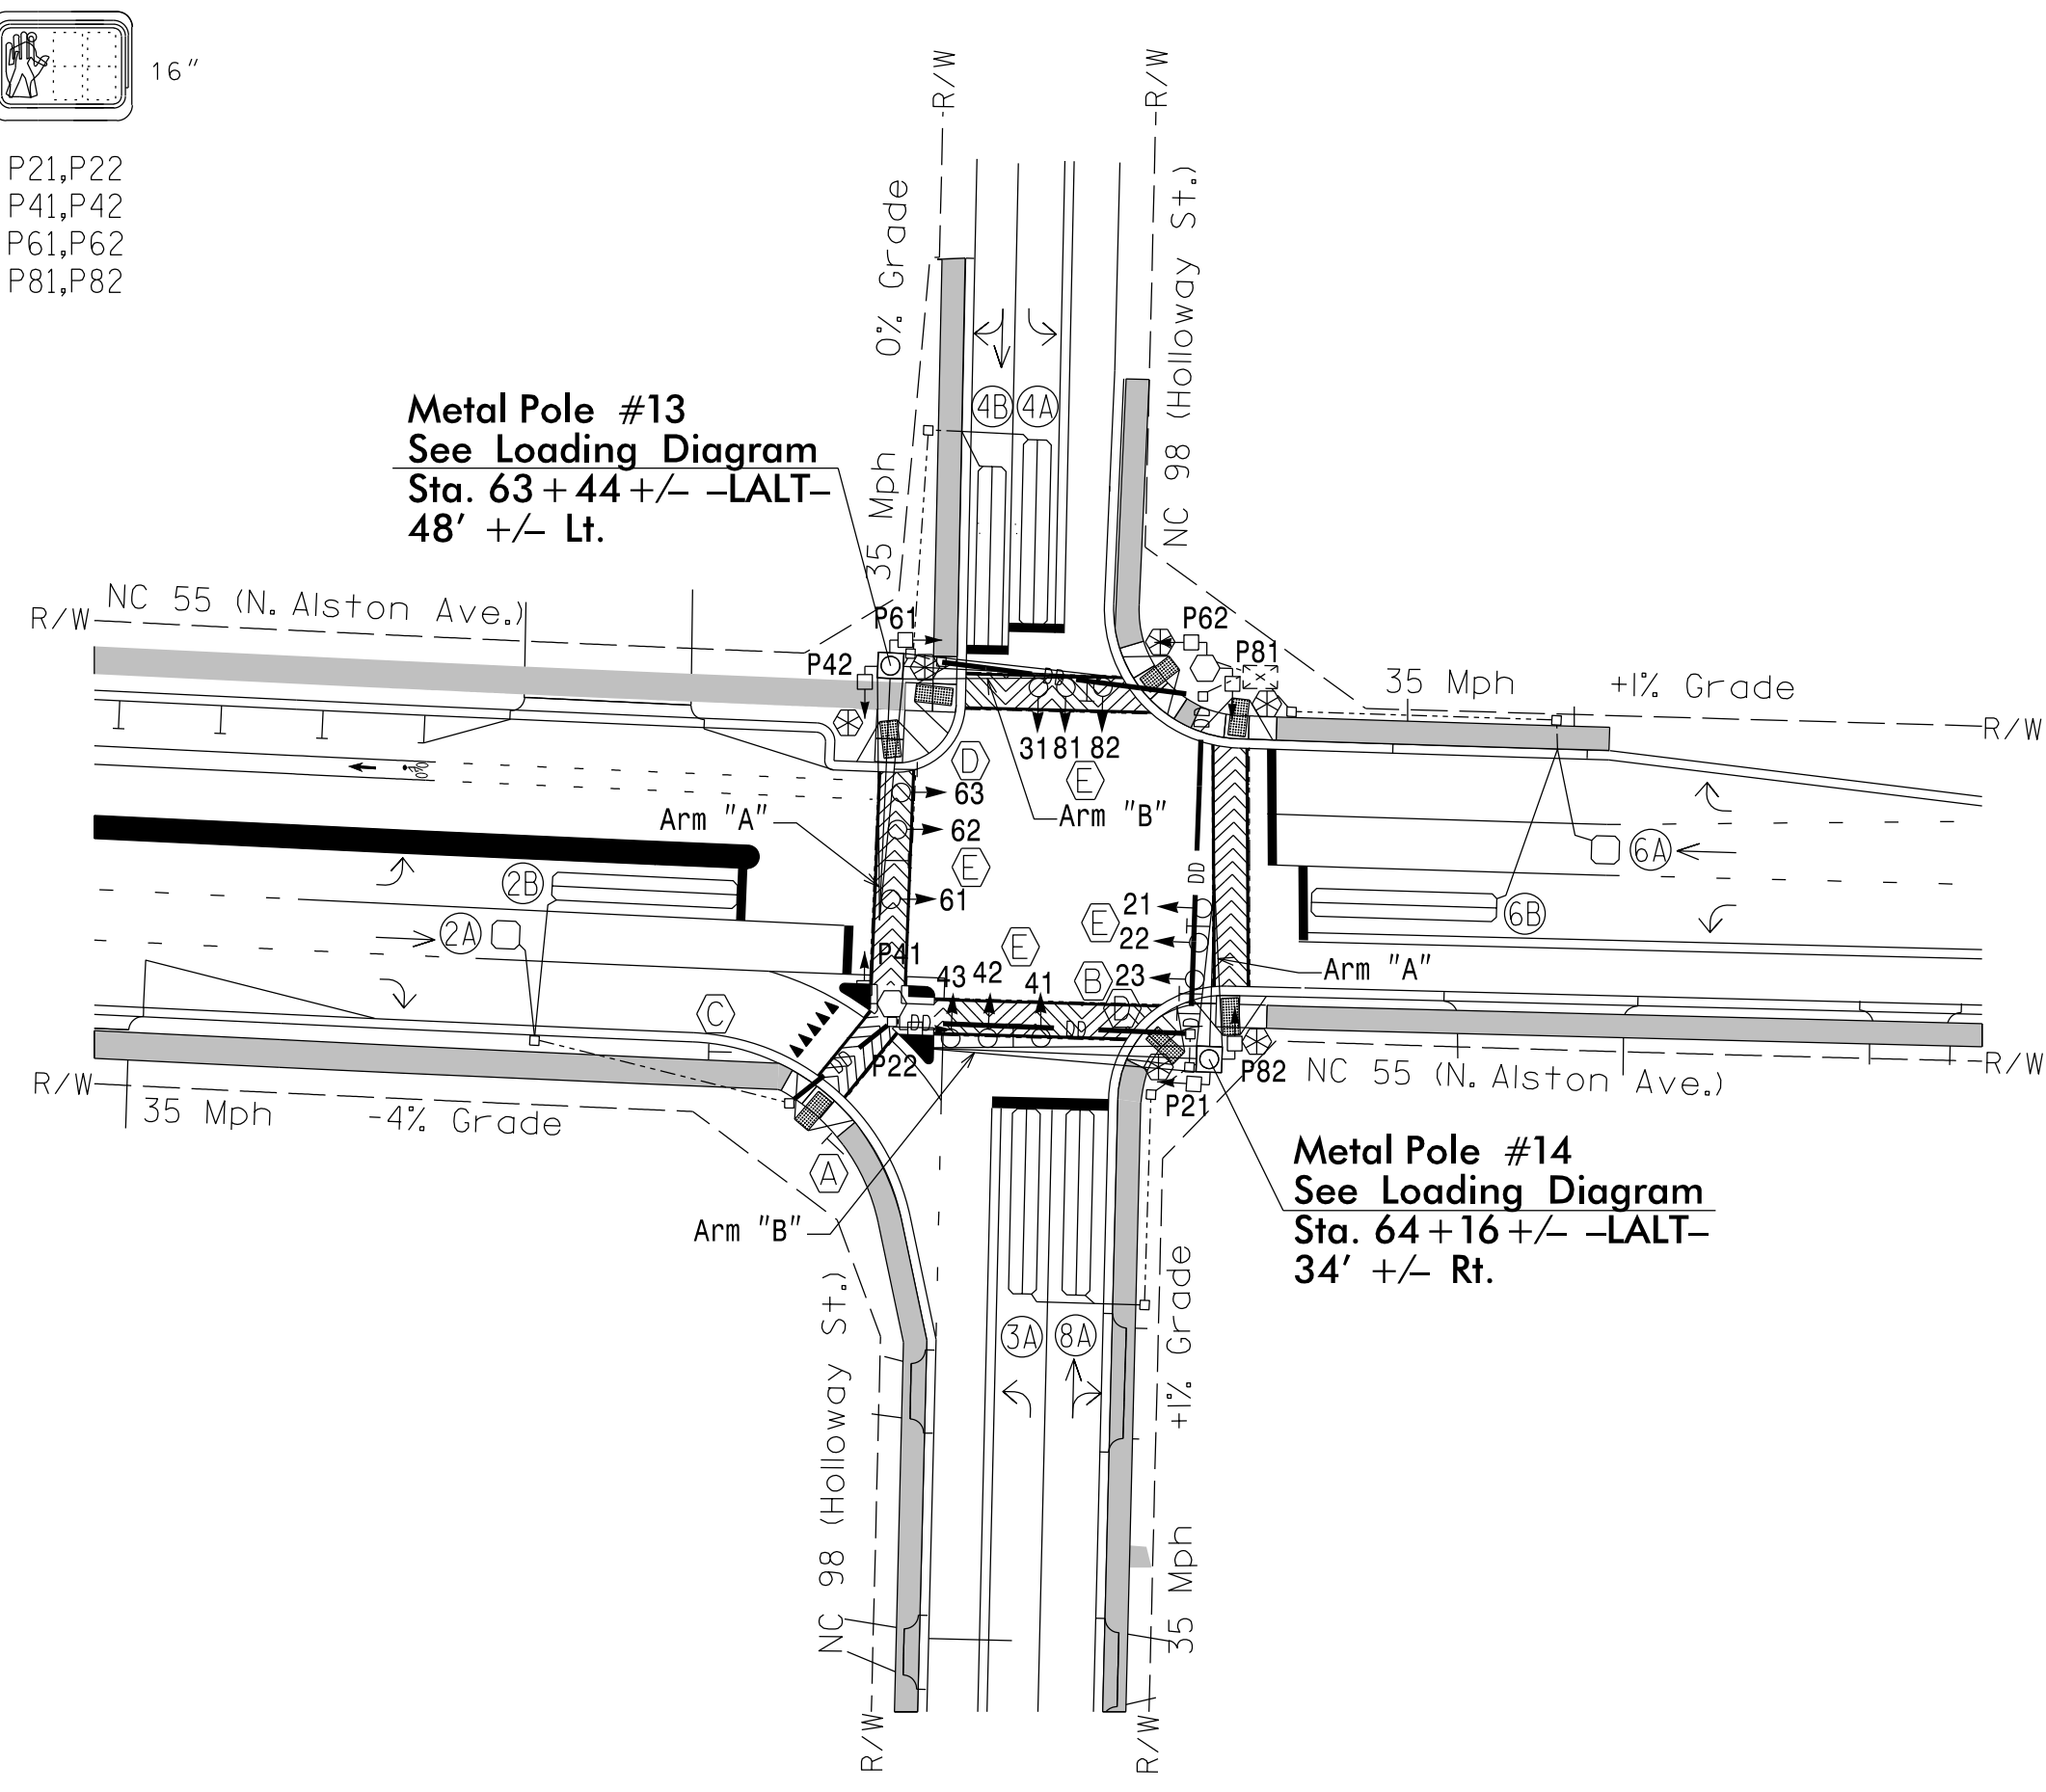 16"
P21,P22
P41,P42
P61,P62
P81,P82
R/W
R/W
0% Grade
35 Mph
NC 98 (Holloway St.)
4B
4A
Metal Pole #13
See Loading Diagram
Sta. 63+44 +/- -LALT-
48' +/- Lt.
R/W
NC 55 (N. Alston Ave.)
P61
P62
P42
P81
35 Mph
+1% Grade
R/W
DD
31
81
82
D
E
63
Arm "A"
Arm "B"
62
E
61
DD
2B
2A
6A
6B
21
E
22
E
P41
43
42
41
B
23
D
Arm "A"
C
DD
DD
P22
P82
P21
R/W
35 Mph
-4% Grade
NC 55 (N. Alston Ave.)
R/W
A
Arm "B"
Metal Pole #14
See Loading Diagram
Sta. 64+16 +/- -LALT-
34' +/- Rt.
3A
8A
NC 98 (Holloway St.)
+1% Grade
35 Mph
R/W
R/W